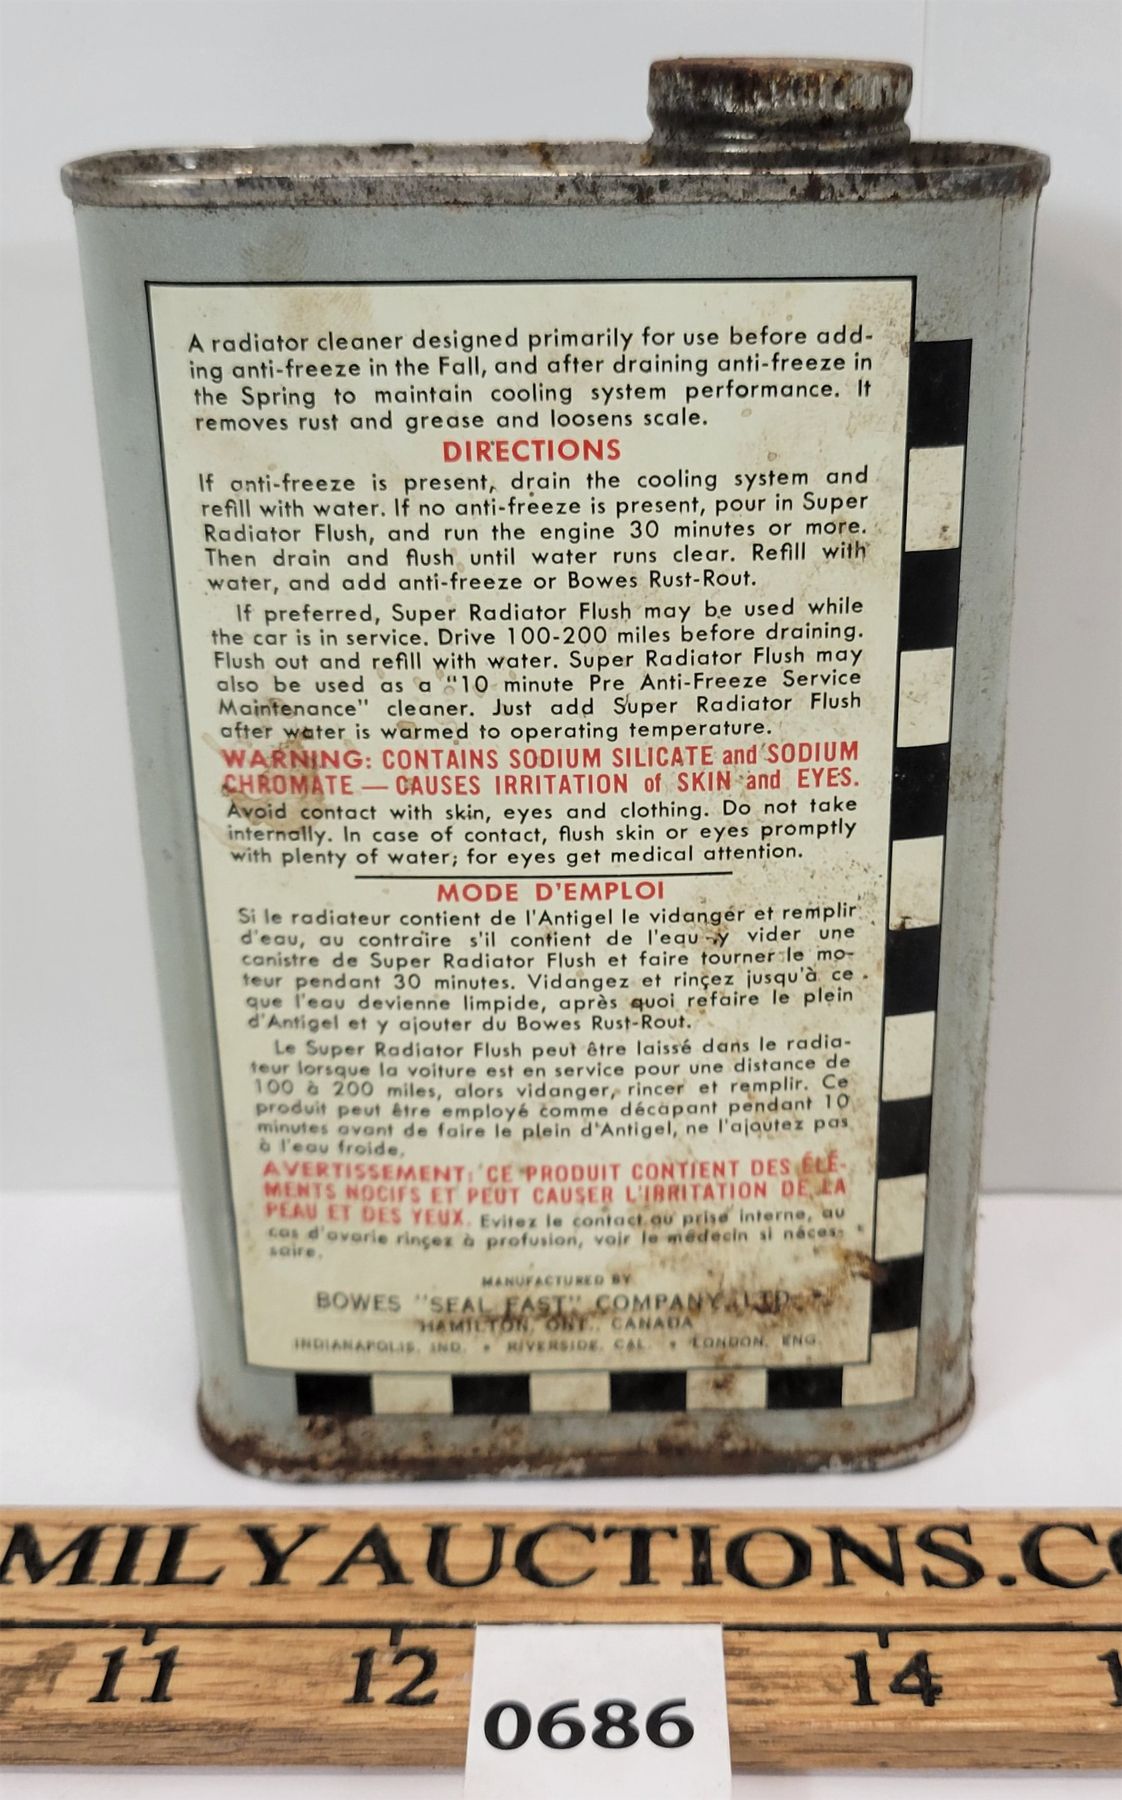 A radiator cleaner designed primarily for use before add-
ing anti-freeze in the Fall, and after draining anti-freeze in
the Spring to maintain cooling system performance. It
removes rust and grease and loosens scale.
DIRECTIONS
If anti-freeze is present, drain the cooling system and
refill with water. If no anti-freeze is present, pour in Super
Radiator Flush, and run the engine 30 minutes or more.
Then drain and flush until water runs clear. Refill with
water, and add anti-freeze or Bowes Rust-Rout.
If preferred, Super Radiator Flush may be used while
the car is in service. Drive 100-200 miles before draining.
Flush out and refill with water. Super Radiator Flush may
also be used as a "10 minute Pre Anti-Freeze Service
Maintenance" cleaner. Just add Super Radiator Flush
after water is warmed to operating temperature.
WARNING: CONTAINS SODIUM SILICATE and SODIUM
CHROMATE — CAUSES IRRITATION of SKIN and EYES.
Avoid contact with skin, eyes and clothing. Do not take
internally. In case of contact, flush skin or eyes promptly
with plenty of water; for eyes get medical attention.
MODE D'EMPLOI
Si le radiateur contient de l'Antigel le vidanger et remplir
d'eau, au contraire s'il contient de l'equ y vider une
canistre de Super Radiator Flush et faire tourner le mo-
teur pendant 30 minutes. Vidangez et rinçez jusqu'à ce
que l'eau devienne limpide, après quoi refaire le plein
d'Antigel et y ajouter du Bowes Rust-Rout.
Le Super Radiator Flush peut être laissé dans le radia-
teur lorsque la voiture est en service pour une distance de
100 à 200 miles, alors vidanger, rincer et remplir. Ce
produit peut être employé comme décapant pendant 10
minutes avant de faire le plein d'Antigel, ne l'ajoutez pas
à l'eau froide.
AVERTISSEMENT: CE PRODUIT CONTIENT DES ÉLÉ-
MENTS NOCIFS ET PEUT CAUSER L'IRRITATION DE LA
PEAU ET DES YEUX. Evitez le contact ou prise interne, au
cas d'avarie rinçez à profusion, voir le médecin si néces-
saire.
MANUFACTURED BY
BOWES "SEAL FAST" COMPANY, LTD.
HAMILTON, ONT., CANADA
INDIANAPOLIS, IND. • RIVERSIDE, CAL. • LONDON, ENG.
MILYAUCTIONS.CO
11 12 14 1
0686